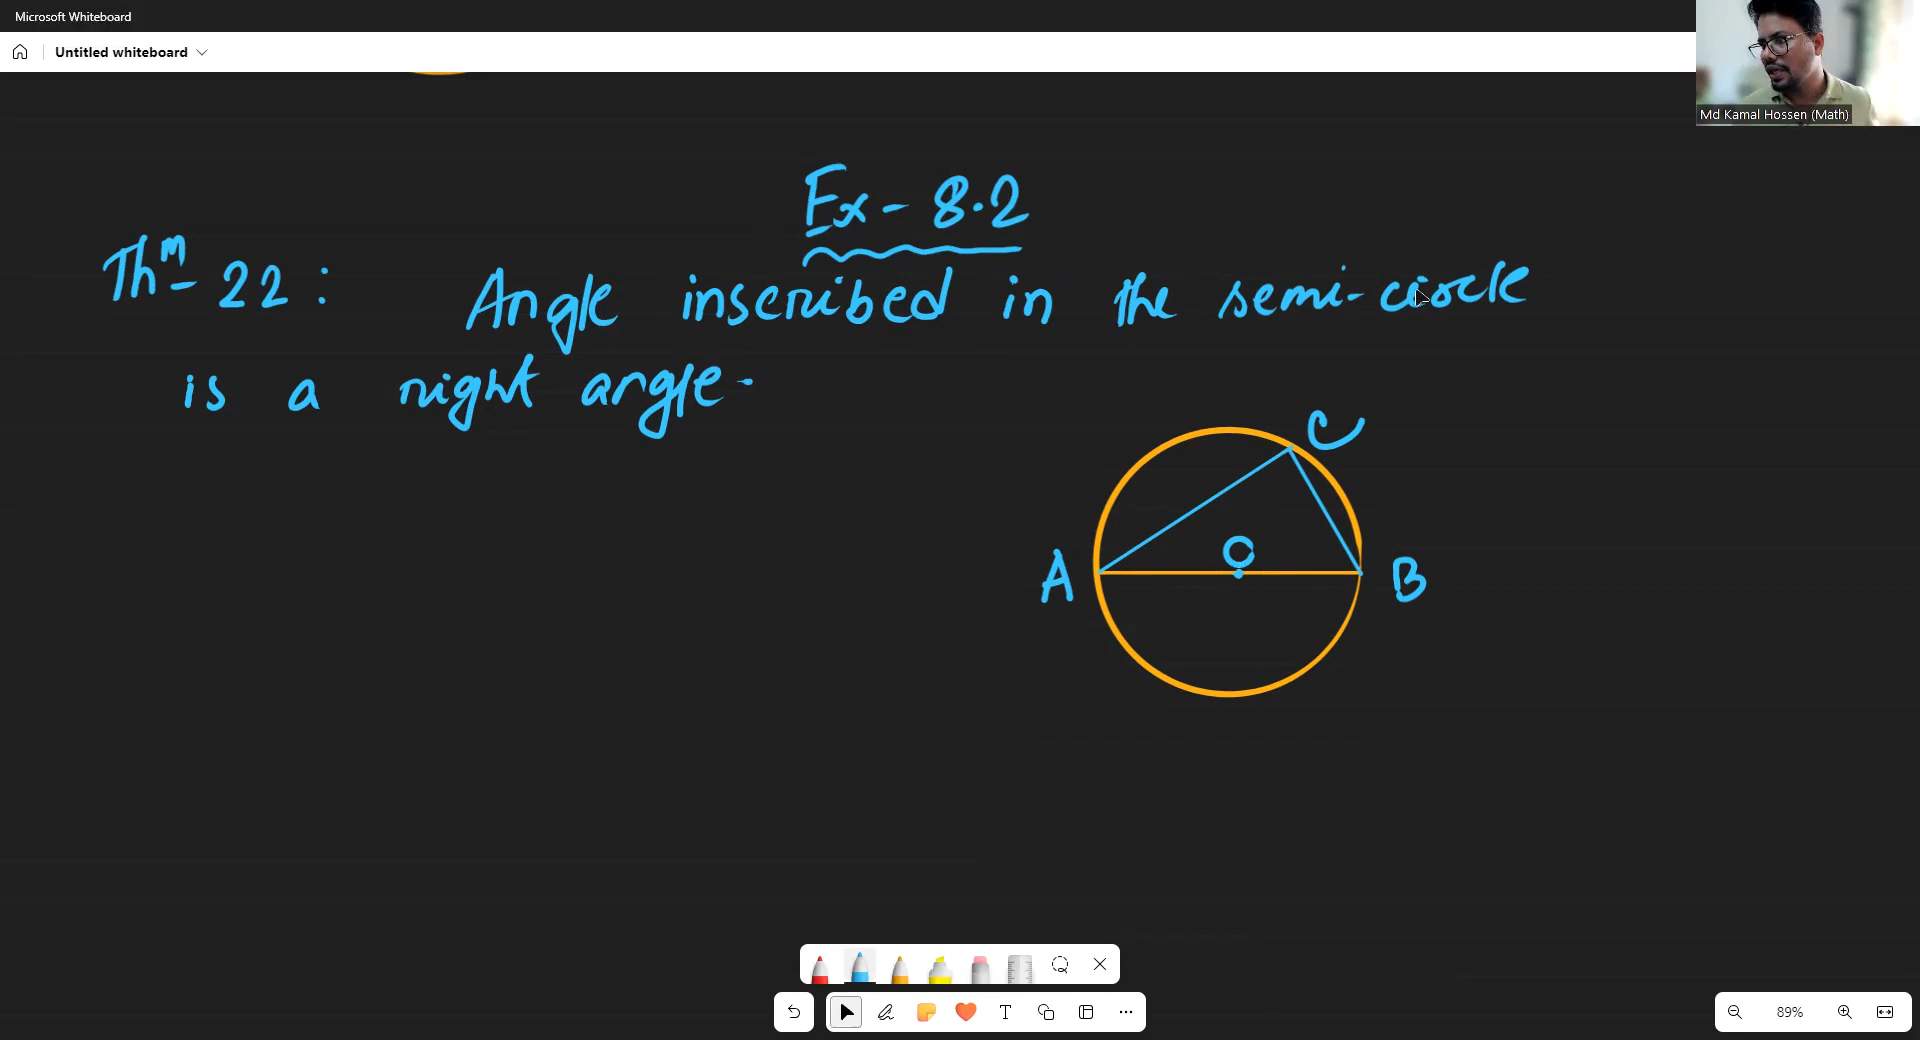 Microsoft Whiteboard
Untitled whiteboard
Md Kamal Hossen (Math)
Ex - 8.2
Thm - 22 : Angle inscribed in the semi-circle
is a right angle.
C
O
A
B
T
89%